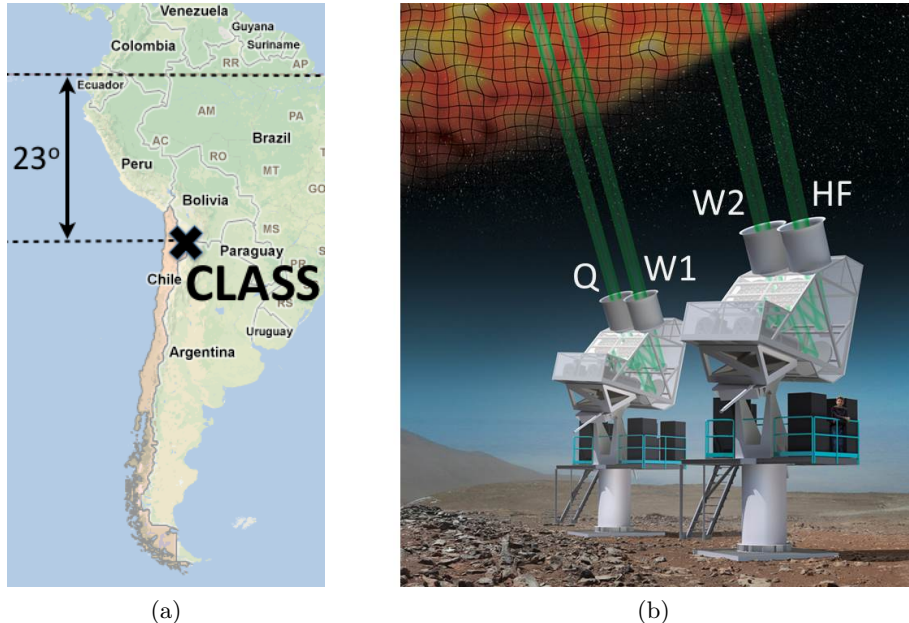 Venezuela
Guyana
Colombia
Suriname
RR
AP
Ecuador
AM
PA
23°
Brazil
AC
Peru
RO
MT
GO
Bolivia
MS
Paraguay
PR
Chile
CLASS
RS
Uruguay
Argentina
(a)
W2
HF
Q
W1
(b)